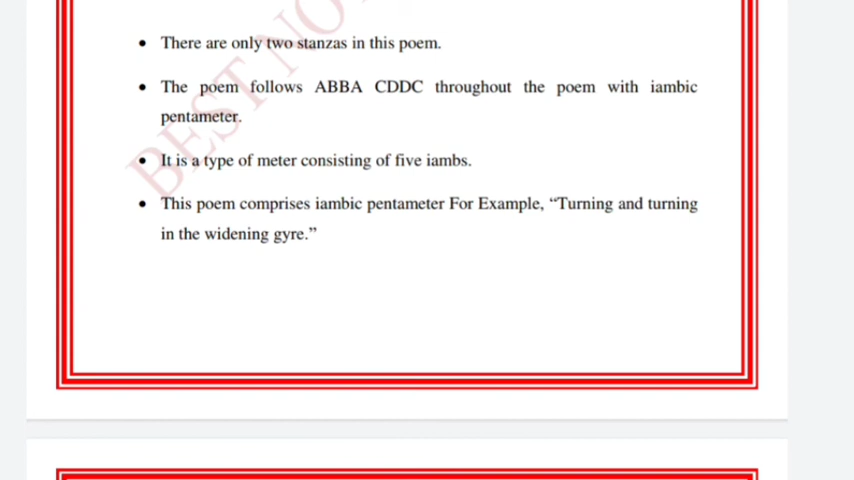 • There are only two stanzas in this poem.
• The poem follows ABBA CDDC throughout the poem with iambic
pentameter.
• It is a type of meter consisting of five iambs.
• This poem comprises iambic pentameter For Example, “Turning and turning
in the widening gyre.”
BEST NO